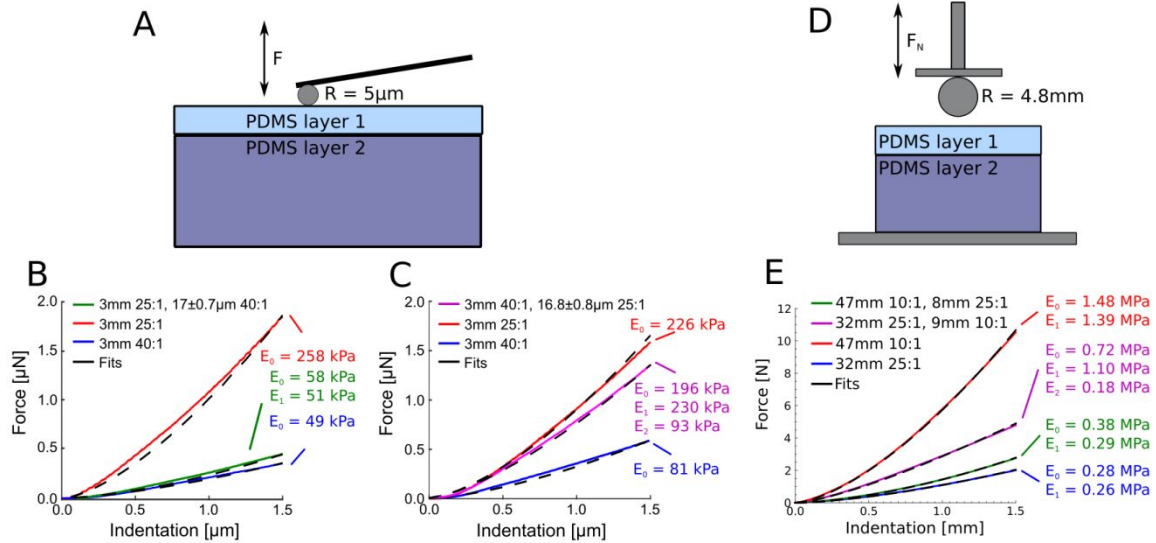 A
F
R = 5μm
PDMS layer 1
PDMS layer 2
D
F_N
R = 4.8mm
PDMS layer 1
PDMS layer 2
B
3mm 25:1, 17±0.7μm 40:1
3mm 25:1
3mm 40:1
Fits
Force [μN]
2.0
1.5
1.0
0.5
0.0
0.0 0.5 1.0 1.5
Indentation [μm]
E₀ = 258 kPa
E₀ = 58 kPa
E₁ = 51 kPa
E₀ = 49 kPa
C
3mm 40:1, 16.8±0.8μm 25:1
3mm 25:1
3mm 40:1
Fits
Force [μN]
2.0
1.5
1.0
0.5
0.0
0.0 0.5 1.0 1.5
Indentation [μm]
E₀ = 226 kPa
E₀ = 196 kPa
E₁ = 230 kPa
E₂ = 93 kPa
E₀ = 81 kPa
E
47mm 10:1, 8mm 25:1
32mm 25:1, 9mm 10:1
47mm 10:1
32mm 25:1
Fits
Force [N]
12
10
8
6
4
2
0
0.0 0.5 1.0 1.5
Indentation [mm]
E₀ = 1.48 MPa
E₁ = 1.39 MPa
E₀ = 0.72 MPa
E₁ = 1.10 MPa
E₂ = 0.18 MPa
E₀ = 0.38 MPa
E₁ = 0.29 MPa
E₀ = 0.28 MPa
E₁ = 0.26 MPa